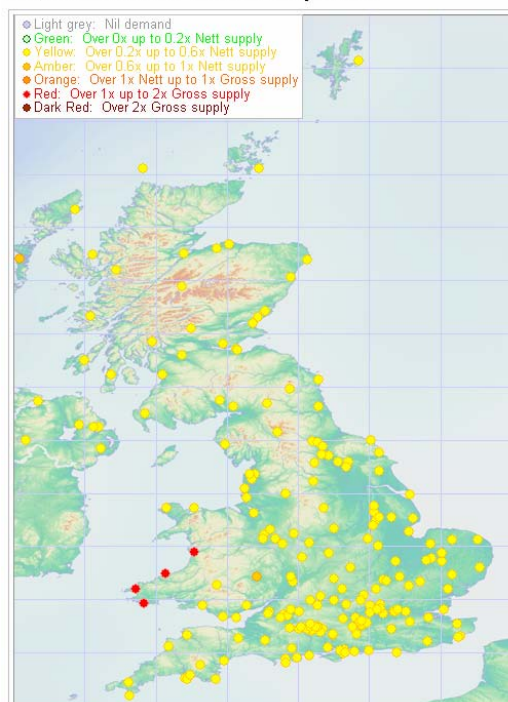 Light grey: Nil demand
Green: Over 0x up to 0.2x Nett supply
Yellow: Over 0.2x up to 0.6x Nett supply
Amber: Over 0.6x up to 1x Nett supply
Orange: Over 1x Nett up to 1x Gross supply
Red: Over 1x up to 2x Gross supply
Dark Red: Over 2x Gross supply